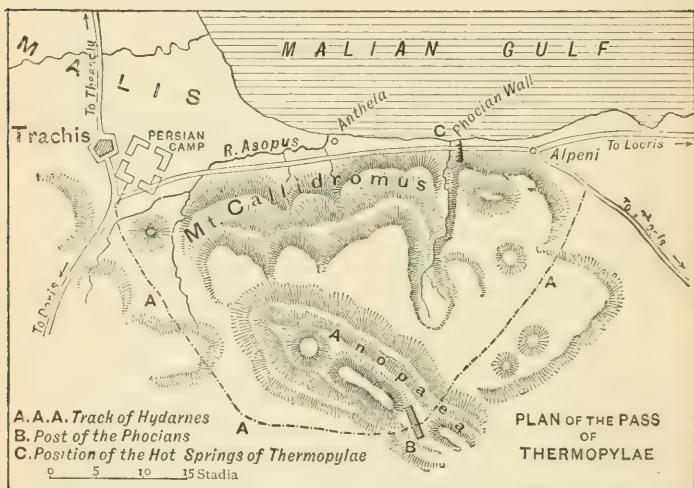 MALIAN GULF
MALIS
To Thessaly
Trachis
PERSIAN CAMP
R. Asopus
Anthela
C
Phocian Wall
Alpeni
To Locris
Mt. Callidromus
To Doris
A
A
Anopaea
A
B
A.A.A. Track of Hydarnes
B. Post of the Phocians
C. Position of the Hot Springs of Thermopylae
0 5 10 15 Stadia
PLAN OF THE PASS
OF
THERMOPYLAE